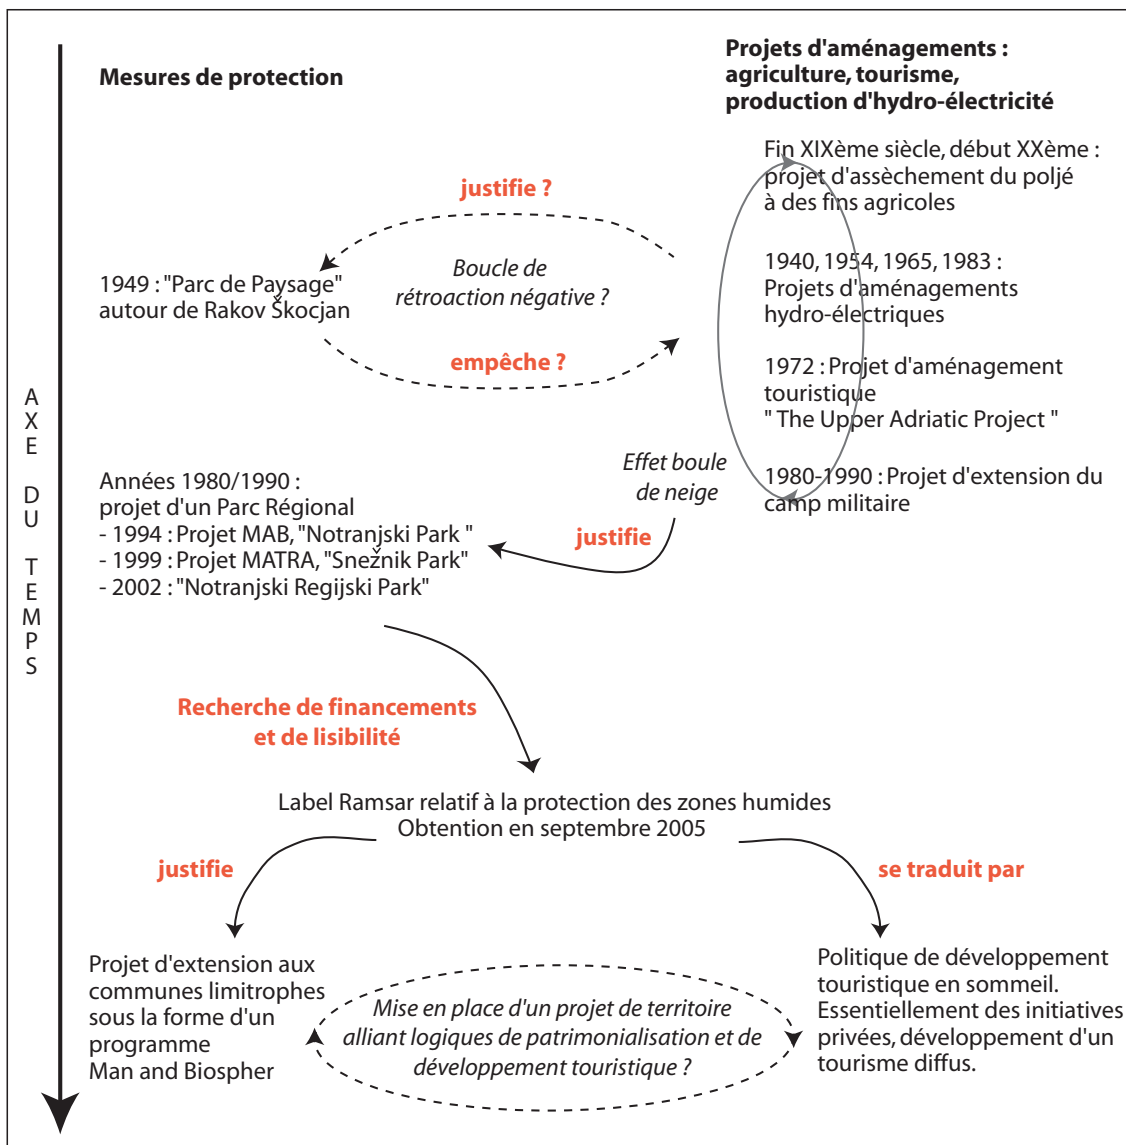 Mesures de protection
Projets d'aménagements :
agriculture, tourisme,
production d'hydro-électricité
Fin XIXème siècle, début XXème :
projet d'assèchement du poljé
à des fins agricoles
justifie ?
Boucle de
rétroaction négative ?
1949 : "Parc de Paysage"
autour de Rakov Škocjan
1940, 1954, 1965, 1983 :
Projets d'aménagements
hydro-électriques
empêche ?
1972 : Projet d'aménagement
touristique
" The Upper Adriatic Project "
AXE DU TEMPS
Effet boule
de neige
1980-1990 : Projet d'extension du
camp militaire
Années 1980/1990 :
projet d'un Parc Régional
- 1994 : Projet MAB, "Notranjski Park "
- 1999 : Projet MATRA, "Snežnik Park"
- 2002 : "Notranjski Regijski Park"
justifie
Recherche de financements
et de lisibilité
Label Ramsar relatif à la protection des zones humides
Obtention en septembre 2005
justifie
se traduit par
Projet d'extension aux
communes limitrophes
sous la forme d'un
programme
Man and Biospher
Mise en place d'un projet de territoire
alliant logiques de patrimonialisation et de
développement touristique ?
Politique de développement
touristique en sommeil.
Essentiellement des initiatives
privées, développement d'un
tourisme diffus.